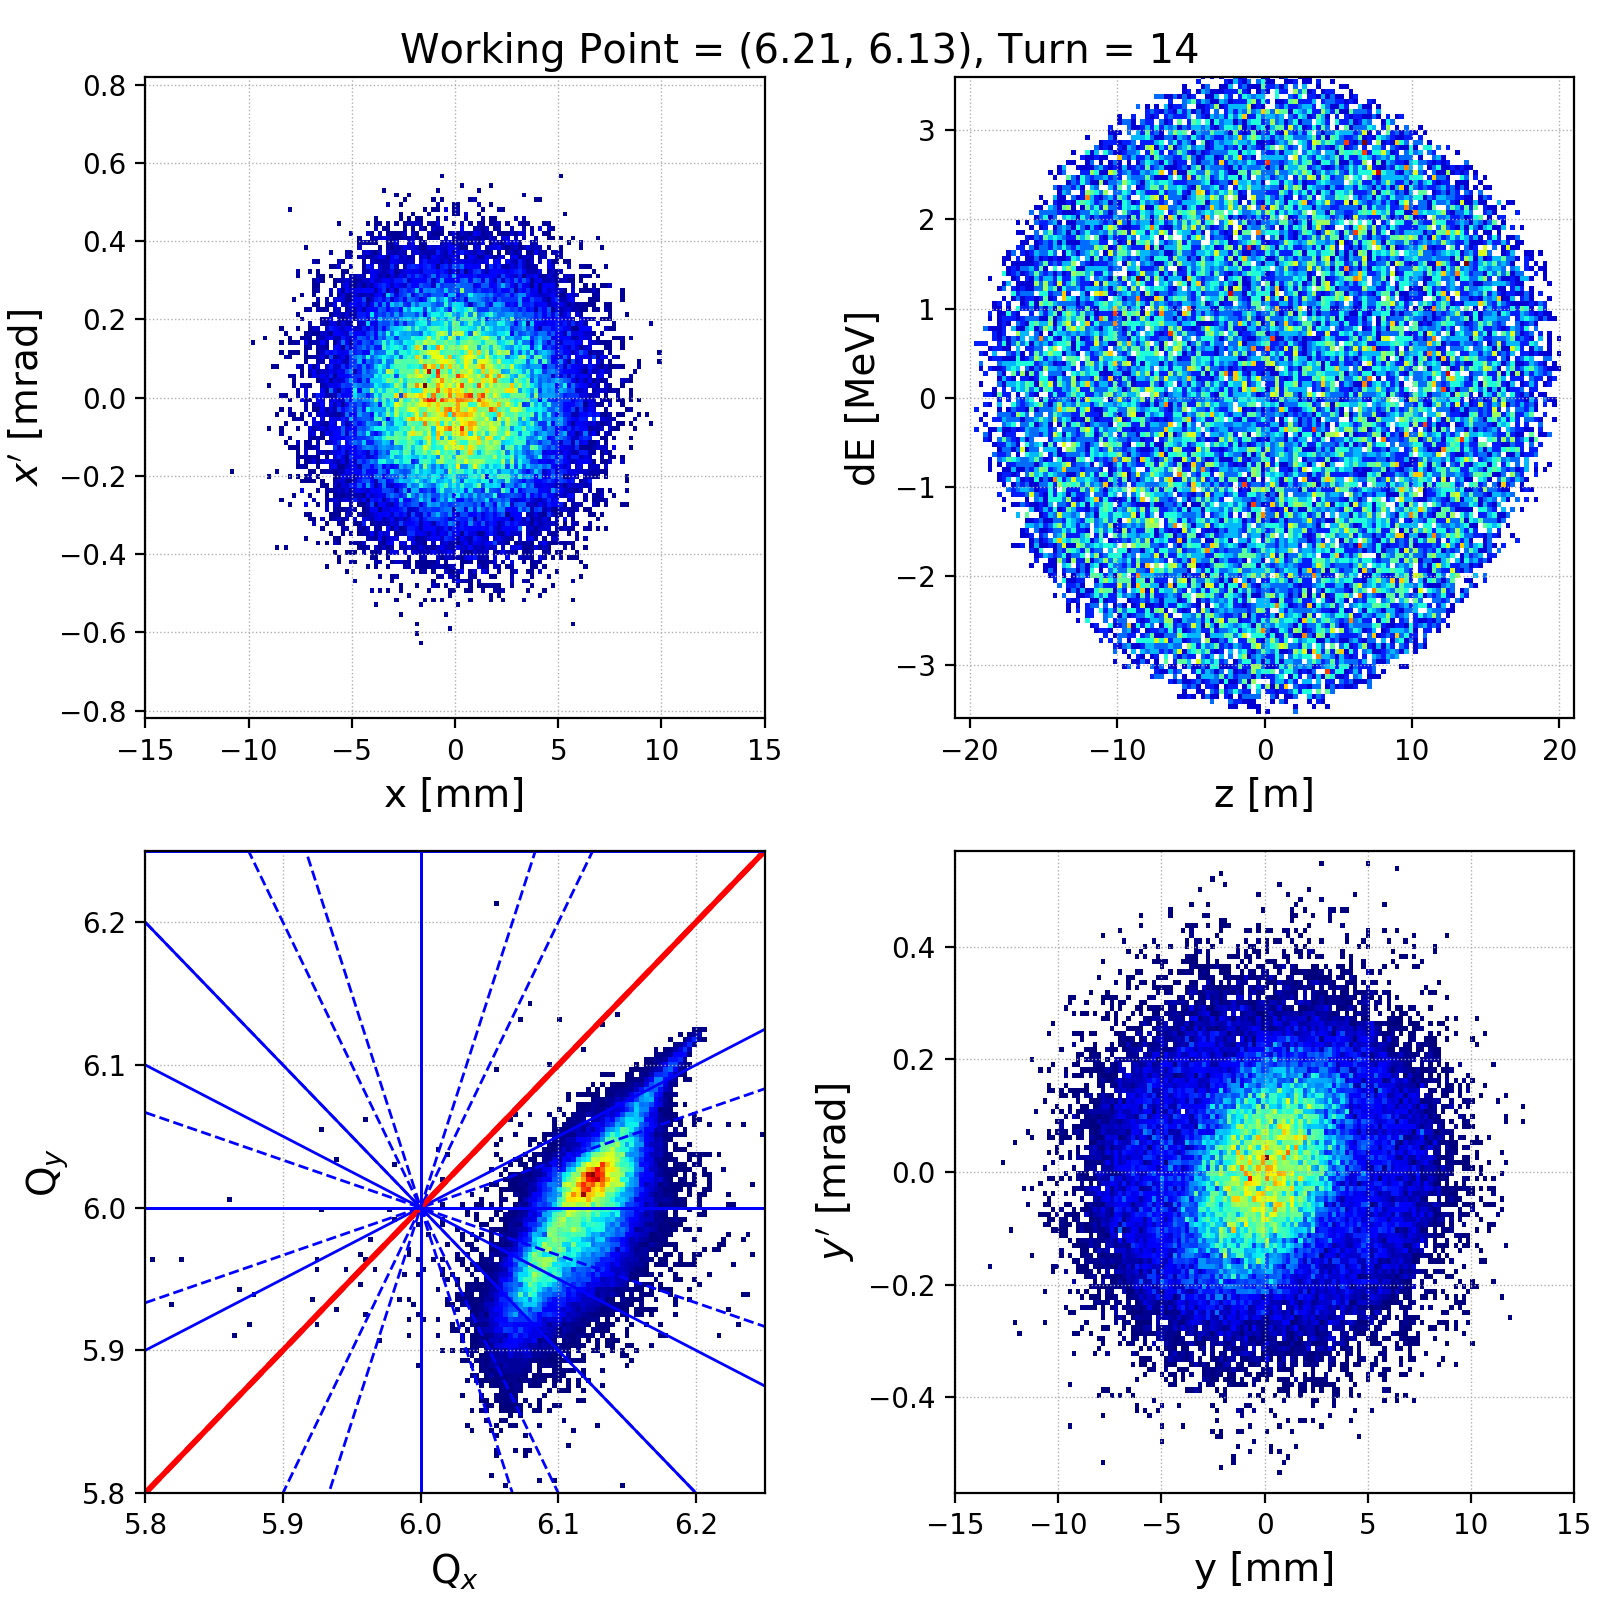 Working Point = (6.21, 6.13), Turn = 14
0.8
0.6
0.4
0.2
0.0
−0.2
−0.4
−0.6
−0.8
x′ [mrad]
−15 −10 −5 0 5 10 15
x [mm]
3
2
1
0
−1
−2
−3
dE [MeV]
−20 −10 0 10 20
z [m]
6.2
6.1
6.0
5.9
5.8
Qy
5.8 5.9 6.0 6.1 6.2
Qx
0.4
0.2
0.0
−0.2
−0.4
y′ [mrad]
−15 −10 −5 0 5 10 15
y [mm]